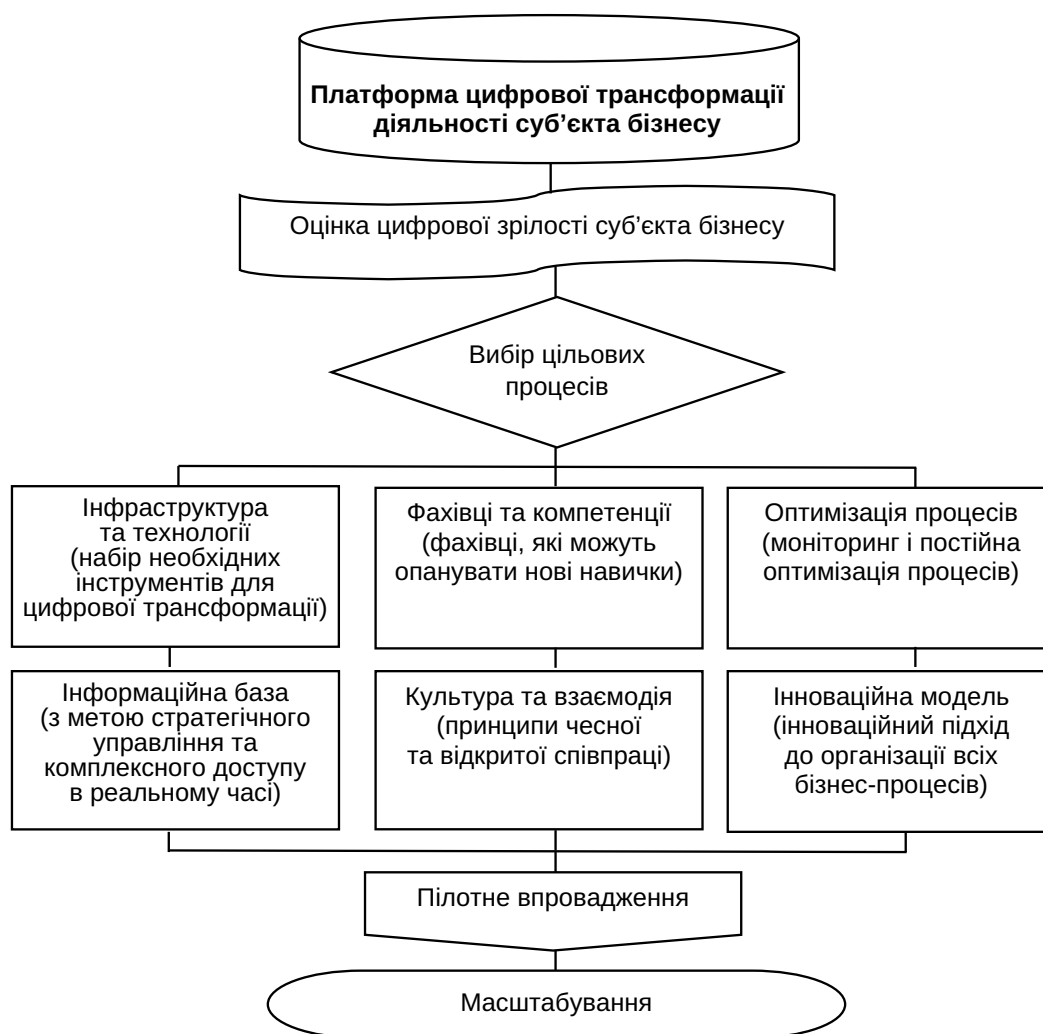 Платформа цифрової трансформації
діяльності суб’єкта бізнесу
Оцінка цифрової зрілості суб’єкта бізнесу
Вибір цільових
процесів
Інфраструктура
та технології
(набір необхідних
інструментів для
цифрової трансформації)
Фахівці та компетенції
(фахівці, які можуть
опанувати нові навички)
Оптимізація процесів
(моніторинг і постійна
оптимізація процесів)
Інформаційна база
(з метою стратегічного
управління та
комплексного доступу
в реальному часі)
Культура та взаємодія
(принципи чесної
та відкритої співпраці)
Інноваційна модель
(інноваційний підхід
до організації всіх
бізнес-процесів)
Пілотне впровадження
Масштабування